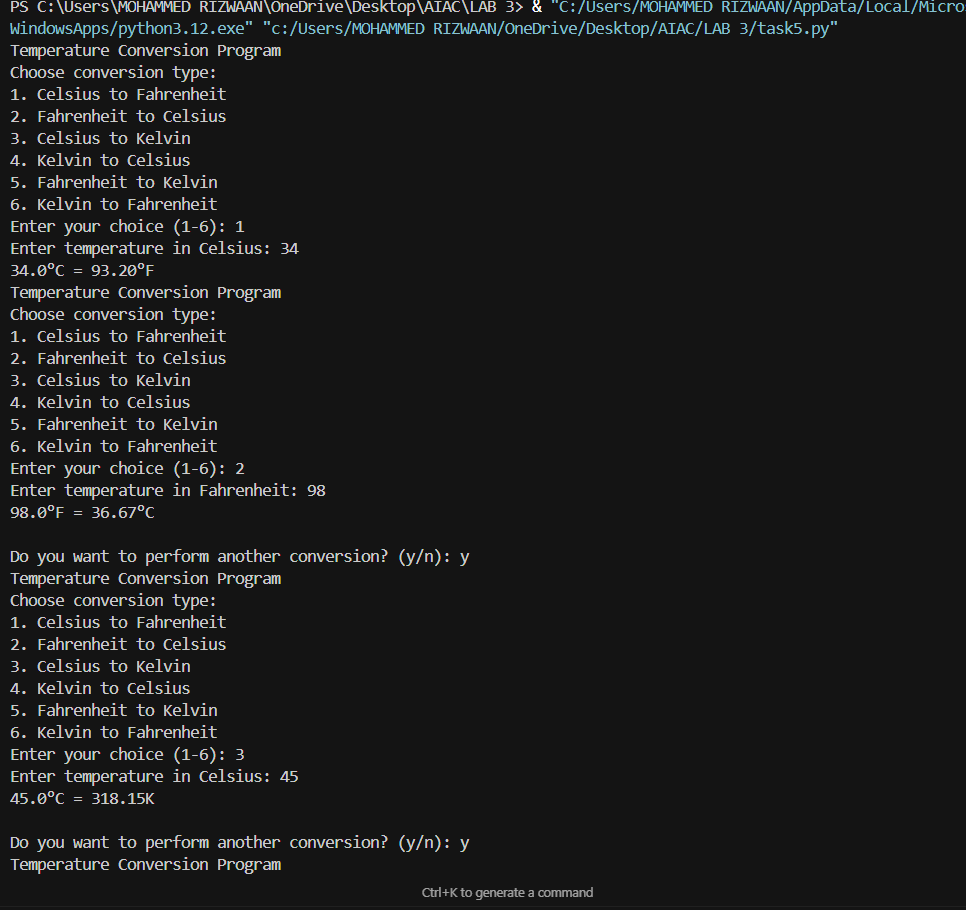 PS C:\Users\MOHAMMED RIZWAAN\OneDrive\Desktop\AIAC\LAB 3> & "C:/Users/MOHAMMED RIZWAAN/AppData/Local/Micro
WindowsApps/python3.12.exe" "c:/Users/MOHAMMED RIZWAAN/OneDrive/Desktop/AIAC/LAB 3/task5.py"
Temperature Conversion Program
Choose conversion type:
1. Celsius to Fahrenheit
2. Fahrenheit to Celsius
3. Celsius to Kelvin
4. Kelvin to Celsius
5. Fahrenheit to Kelvin
6. Kelvin to Fahrenheit
Enter your choice (1-6): 1
Enter temperature in Celsius: 34
34.0°C = 93.20°F
Temperature Conversion Program
Choose conversion type:
1. Celsius to Fahrenheit
2. Fahrenheit to Celsius
3. Celsius to Kelvin
4. Kelvin to Celsius
5. Fahrenheit to Kelvin
6. Kelvin to Fahrenheit
Enter your choice (1-6): 2
Enter temperature in Fahrenheit: 98
98.0°F = 36.67°C
Do you want to perform another conversion? (y/n): y
Temperature Conversion Program
Choose conversion type:
1. Celsius to Fahrenheit
2. Fahrenheit to Celsius
3. Celsius to Kelvin
4. Kelvin to Celsius
5. Fahrenheit to Kelvin
6. Kelvin to Fahrenheit
Enter your choice (1-6): 3
Enter temperature in Celsius: 45
45.0°C = 318.15K
Do you want to perform another conversion? (y/n): y
Temperature Conversion Program
Ctrl+K to generate a command